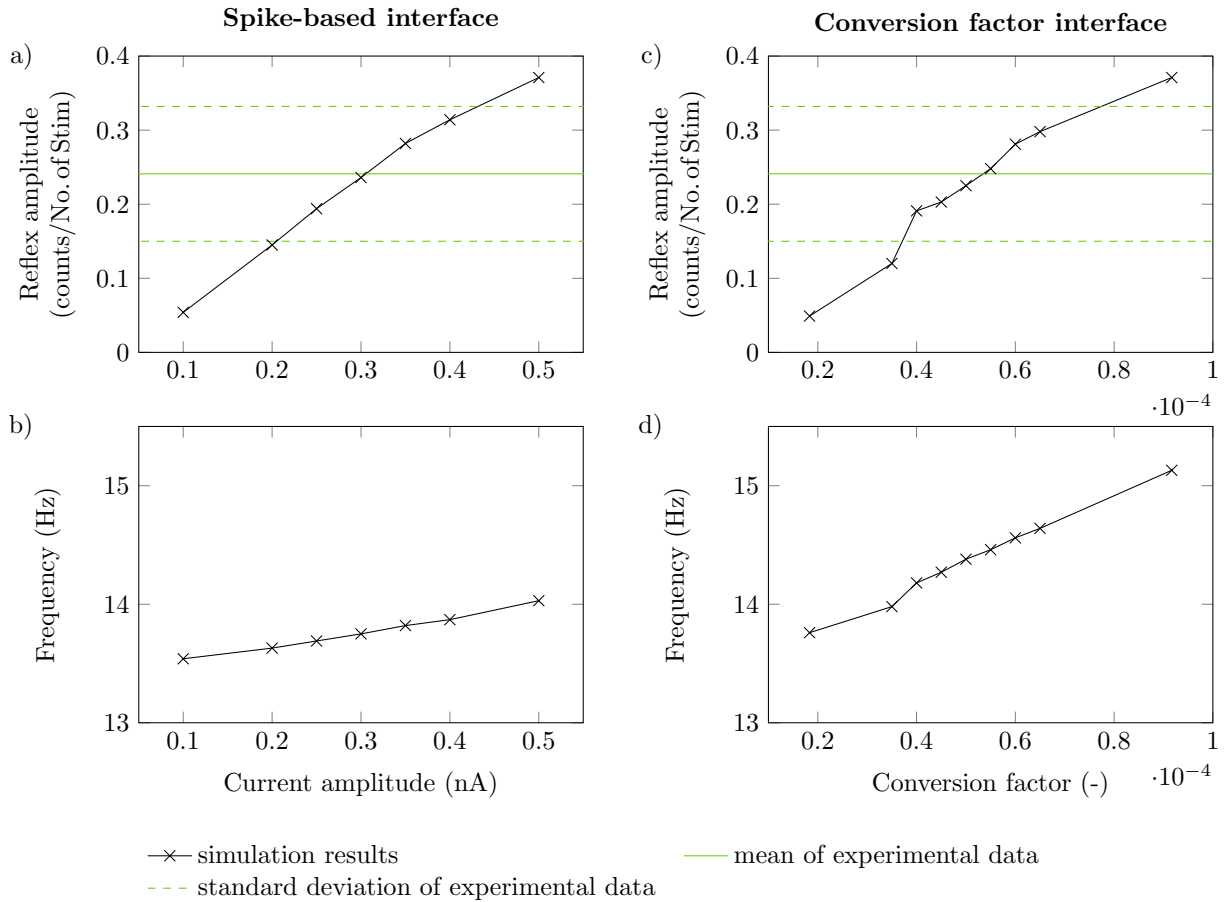 Spike-based interface
Conversion factor interface
a)
Reflex amplitude
(counts/No. of Stim)
0.4
0.3
0.2
0.1
0
0.1 0.2 0.3 0.4 0.5
c)
Reflex amplitude
(counts/No. of Stim)
0.4
0.3
0.2
0.1
0
0.2 0.4 0.6 0.8 1
·10⁻⁴
b)
Frequency (Hz)
15
14
13
0.1 0.2 0.3 0.4 0.5
Current amplitude (nA)
d)
Frequency (Hz)
15
14
13
0.2 0.4 0.6 0.8 1
·10⁻⁴
Conversion factor (-)
simulation results
mean of experimental data
standard deviation of experimental data